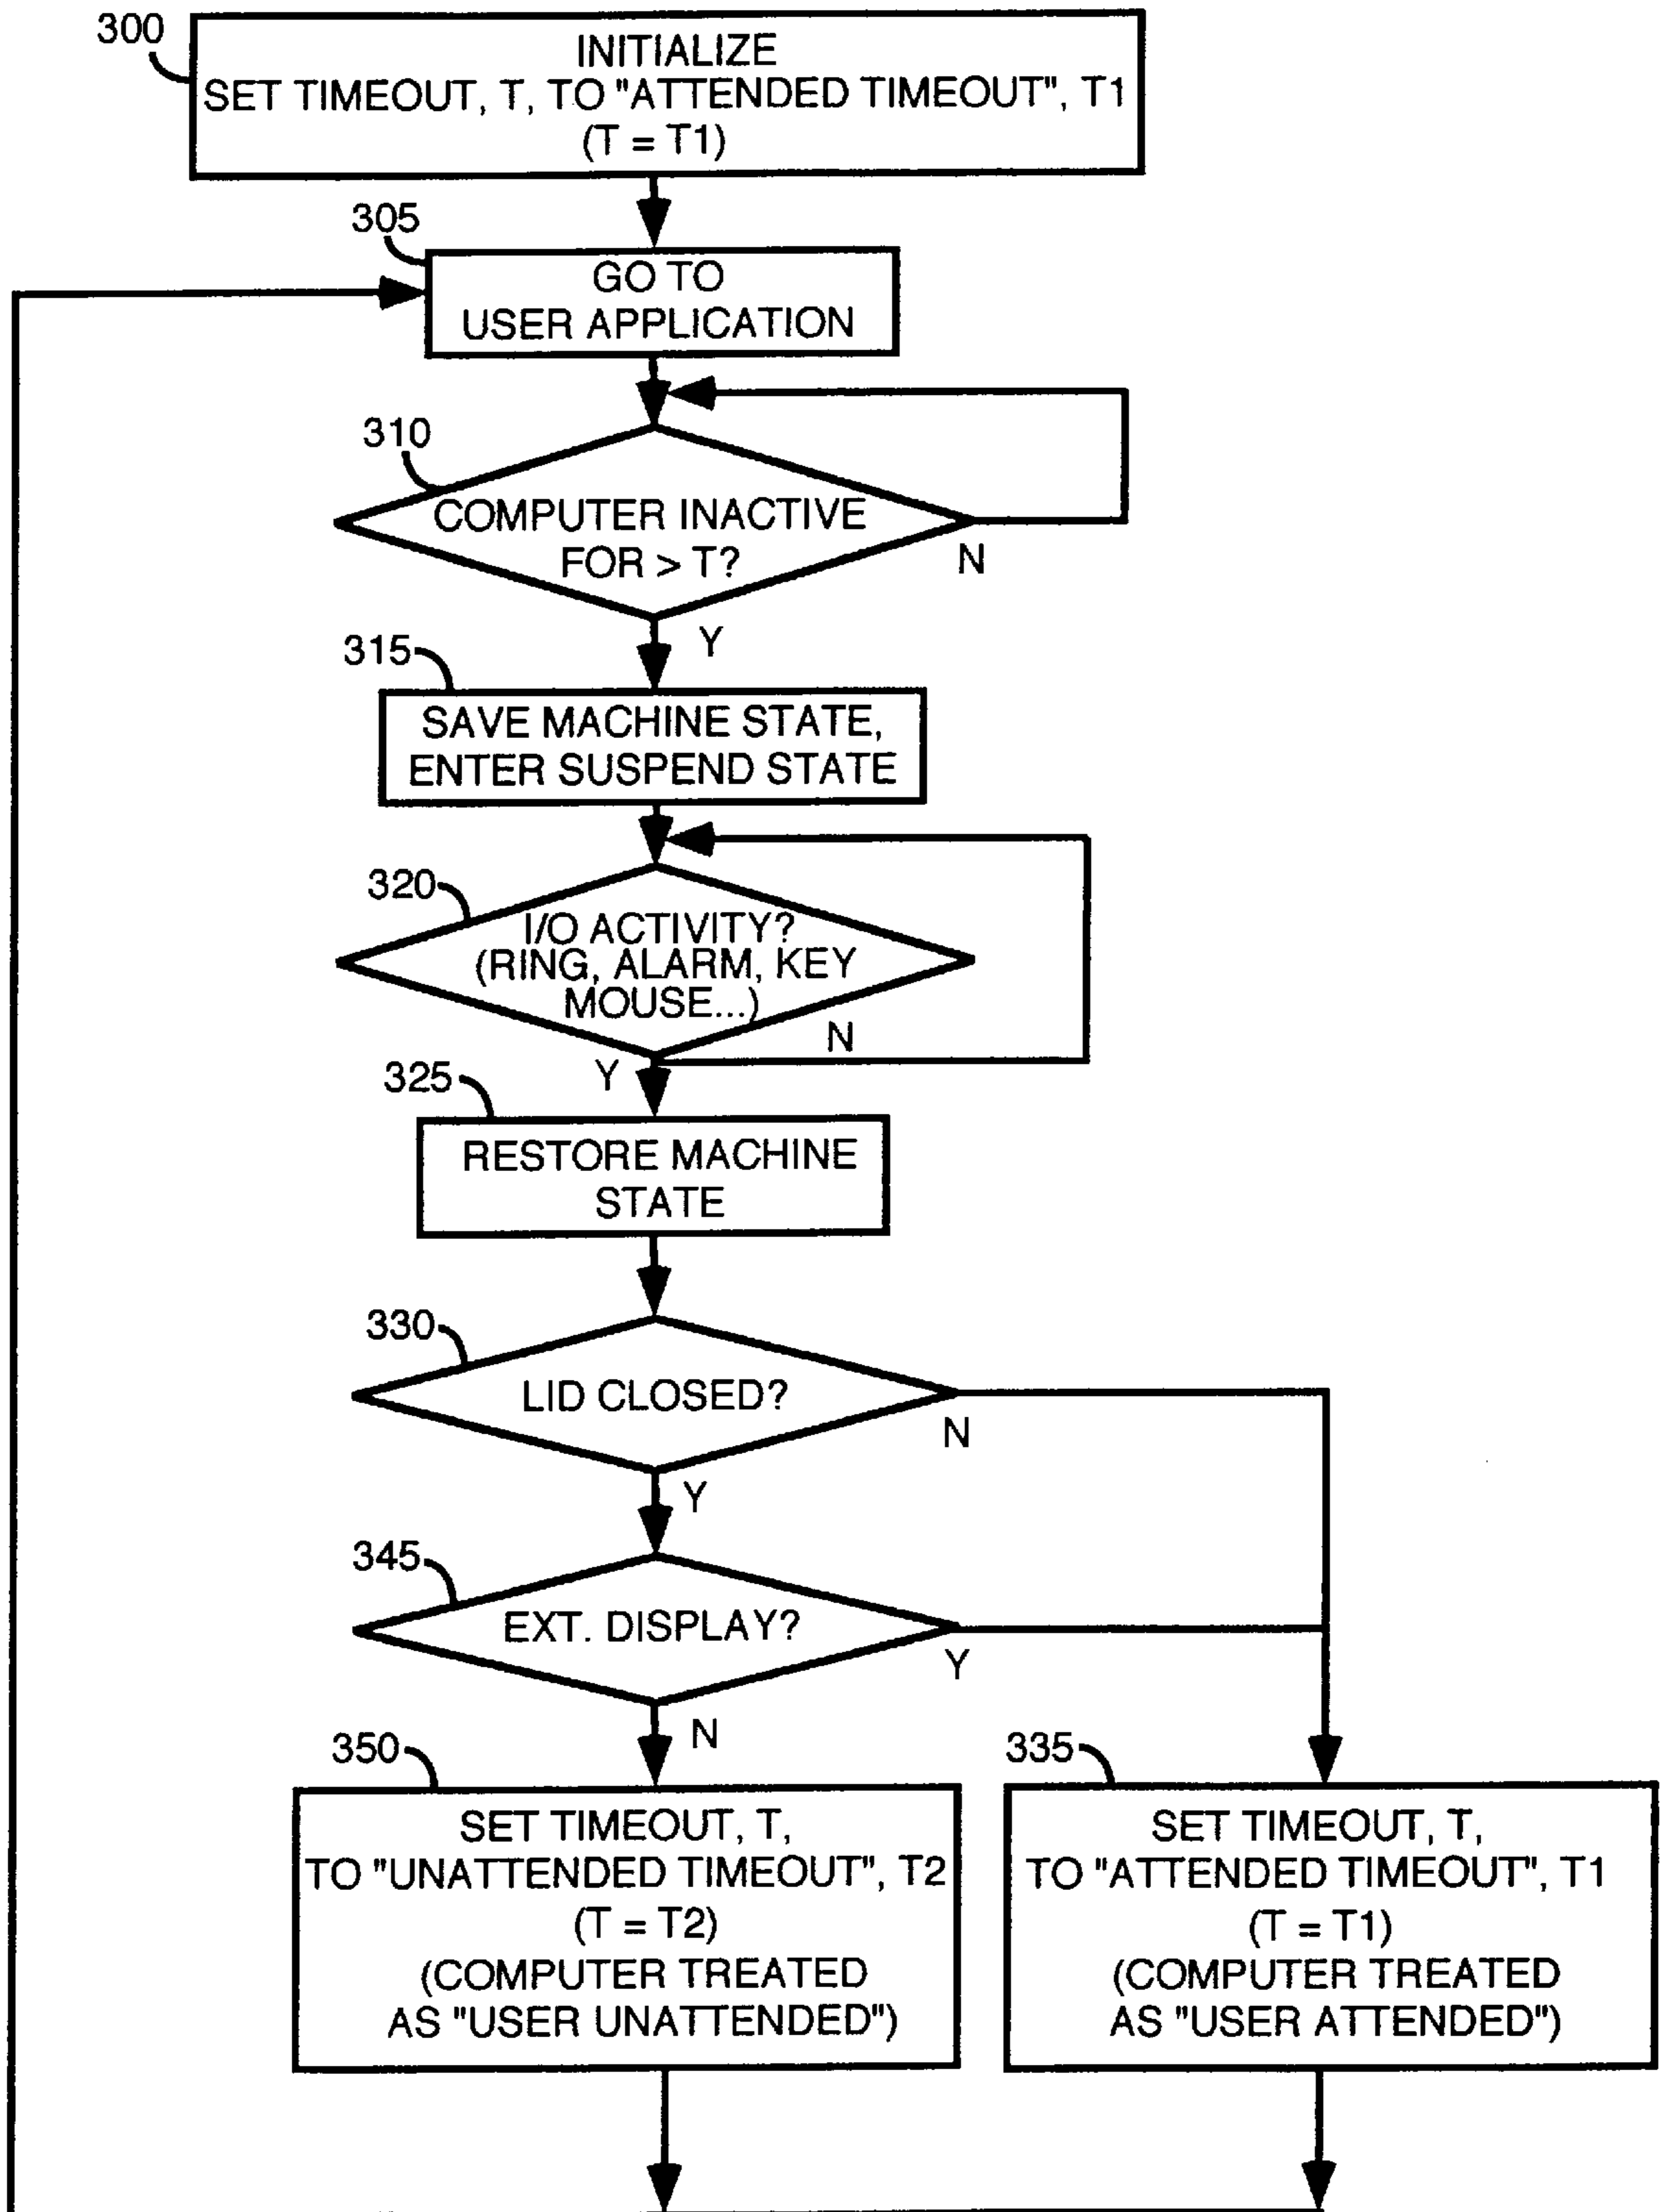 300
INITIALIZE
SET TIMEOUT, T, TO "ATTENDED TIMEOUT", T1
(T = T1)
305
GO TO
USER APPLICATION
310
COMPUTER INACTIVE
FOR > T?
N
Y
315
SAVE MACHINE STATE,
ENTER SUSPEND STATE
320
I/O ACTIVITY?
(RING, ALARM, KEY
MOUSE...)
N
Y
325
RESTORE MACHINE
STATE
330
LID CLOSED?
N
Y
345
EXT. DISPLAY?
Y
N
350
SET TIMEOUT, T,
TO "UNATTENDED TIMEOUT", T2
(T = T2)
(COMPUTER TREATED
AS "USER UNATTENDED")
335
SET TIMEOUT, T,
TO "ATTENDED TIMEOUT", T1
(T = T1)
(COMPUTER TREATED
AS "USER ATTENDED")